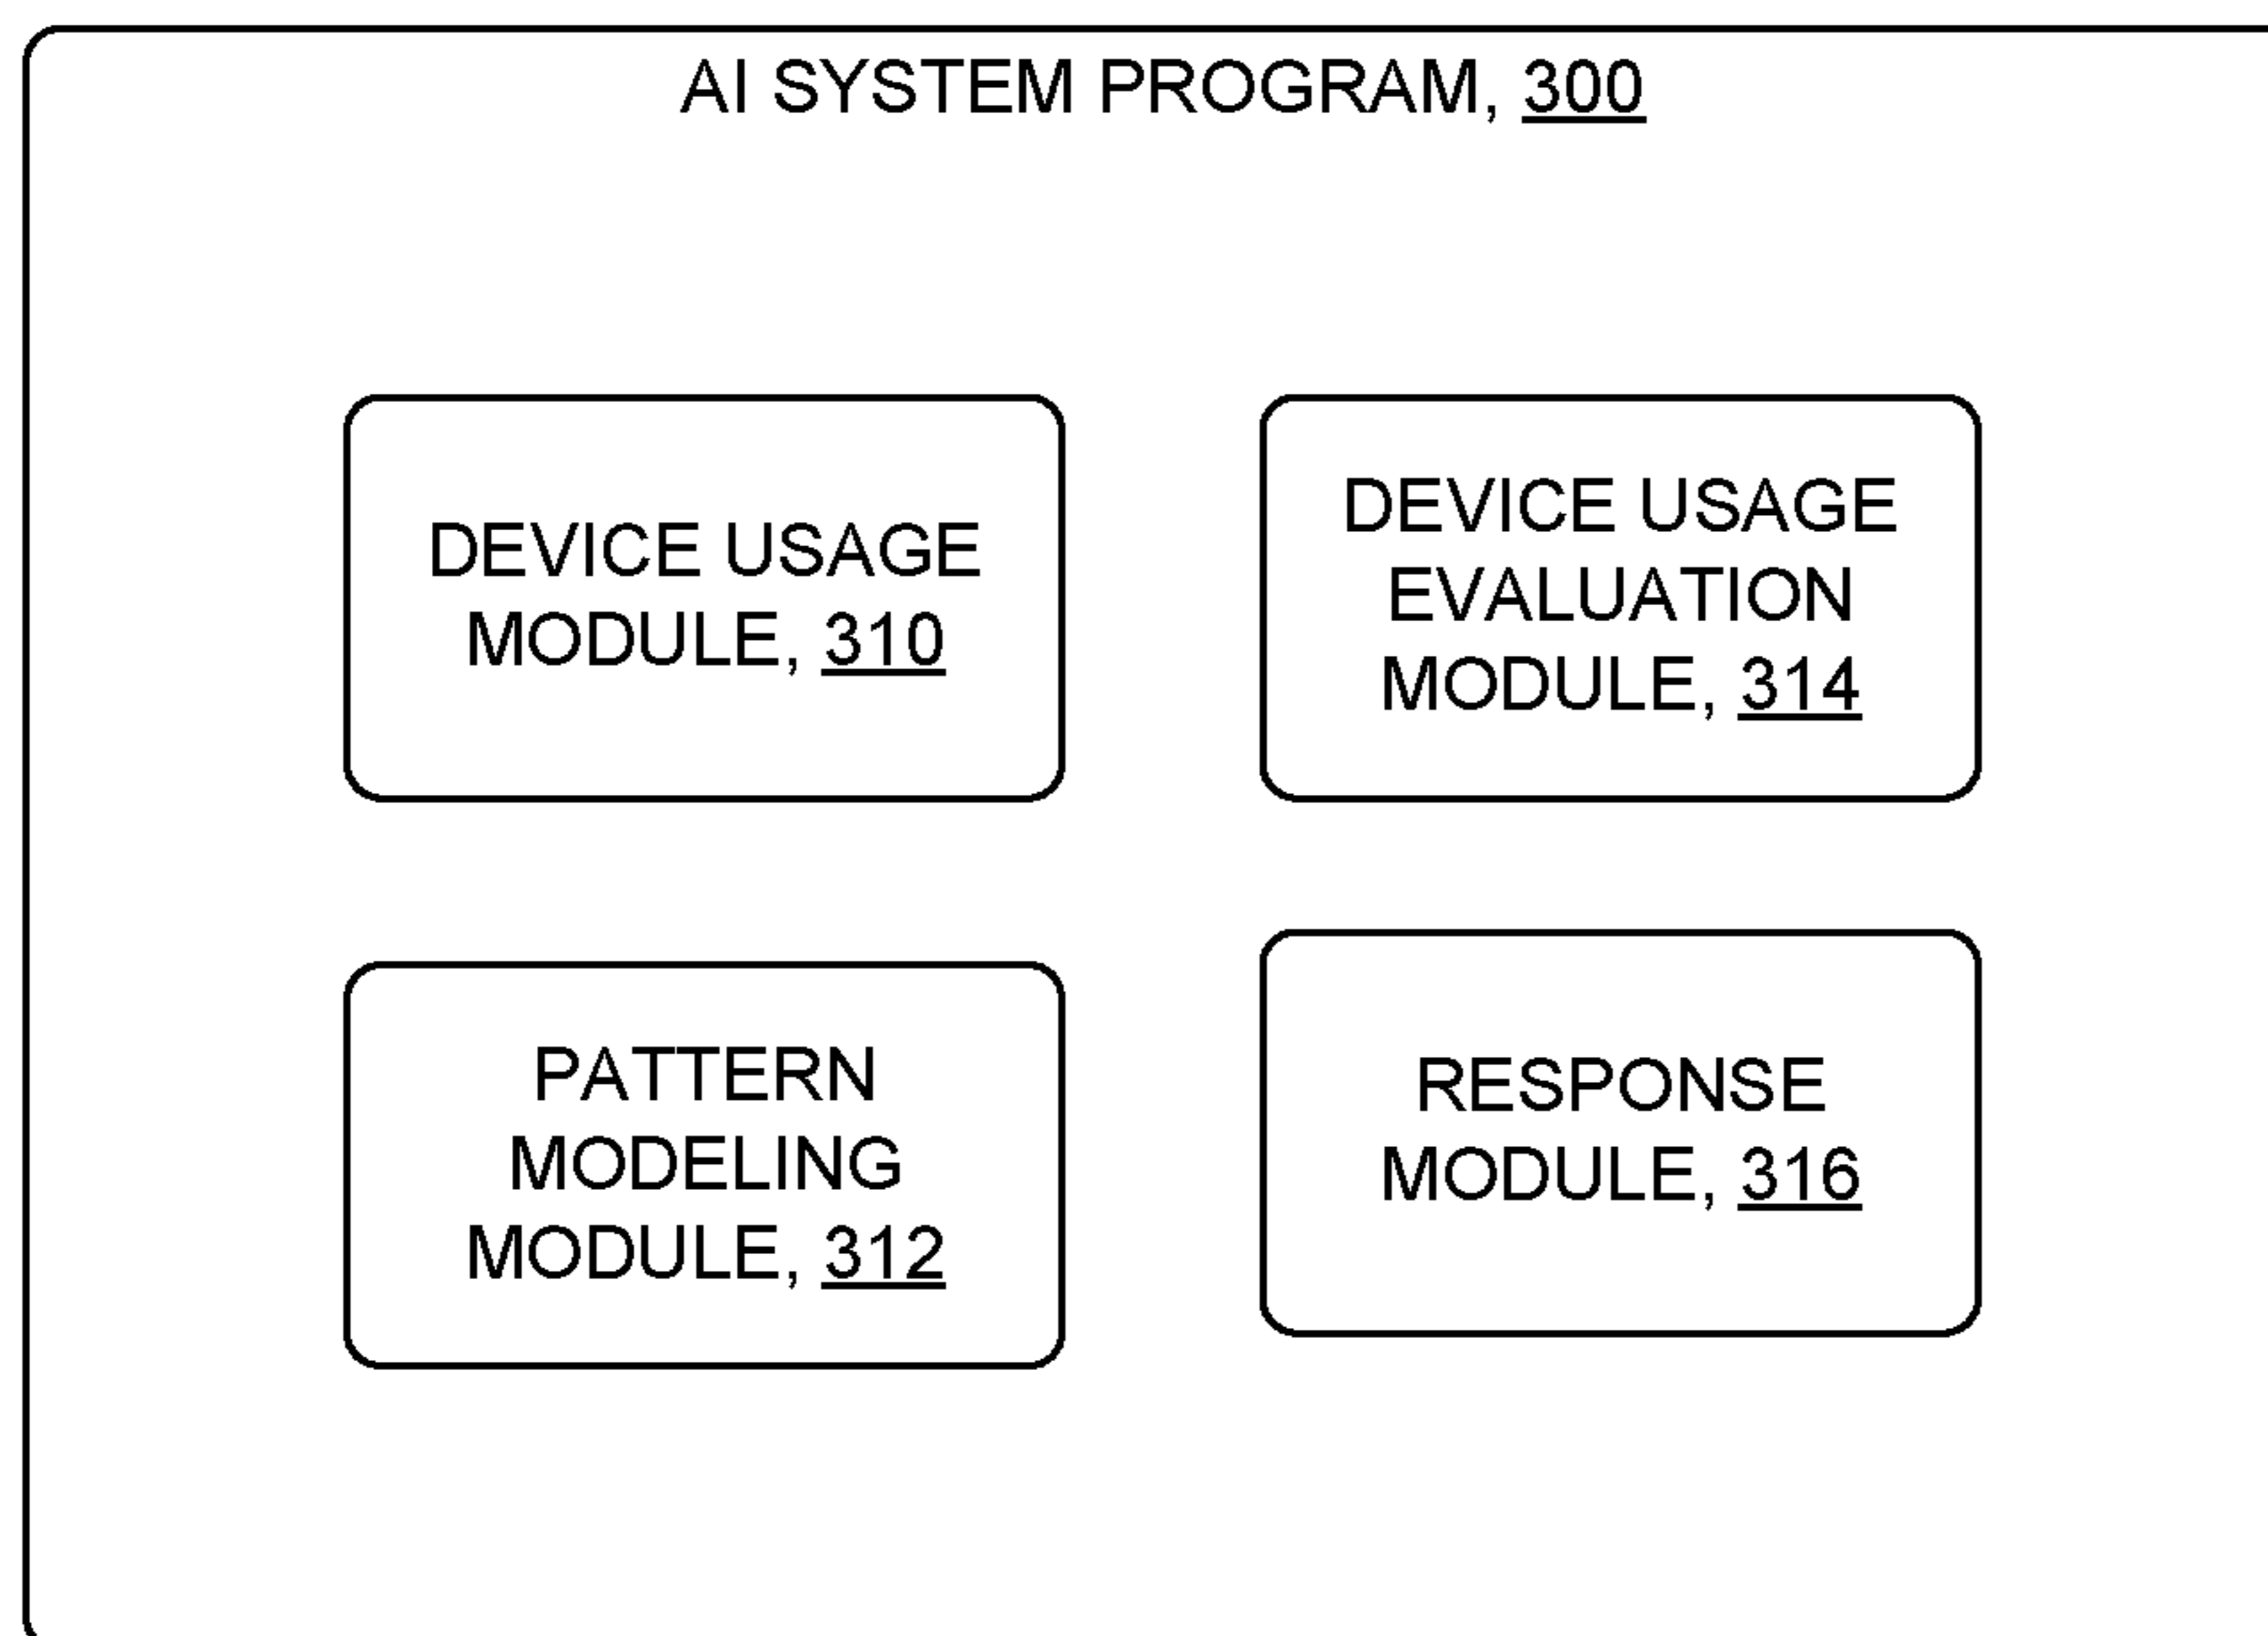 AI SYSTEM PROGRAM, 300
DEVICE USAGE
MODULE, 310
DEVICE USAGE
EVALUATION
MODULE, 314
PATTERN
MODELING
MODULE, 312
RESPONSE
MODULE, 316